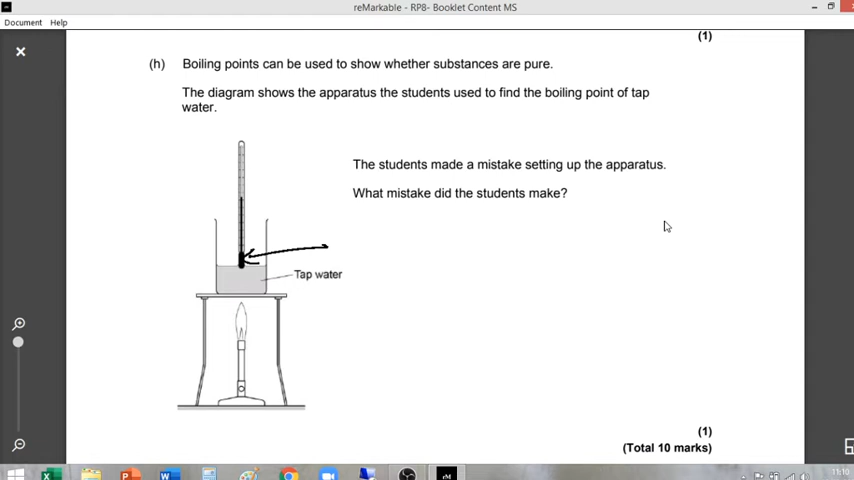 reMarkable - RP8- Booklet Content MS
Document Help
(1)
(h) Boiling points can be used to show whether substances are pure.
The diagram shows the apparatus the students used to find the boiling point of tap
water.
The students made a mistake setting up the apparatus.
What mistake did the students make?
Tap water
(1)
(Total 10 marks)
11:10